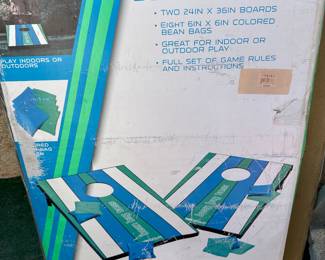 • TWO 24IN X 36IN BOARDS
• EIGHT 6IN X 6IN COLORED
BEAN BAGS
• GREAT FOR INDOOR OR
OUTDOOR PLAY
• FULL SET OF GAME RULES
AND INSTRUCTIONS
PLAY INDOORS OR
OUTDOORS